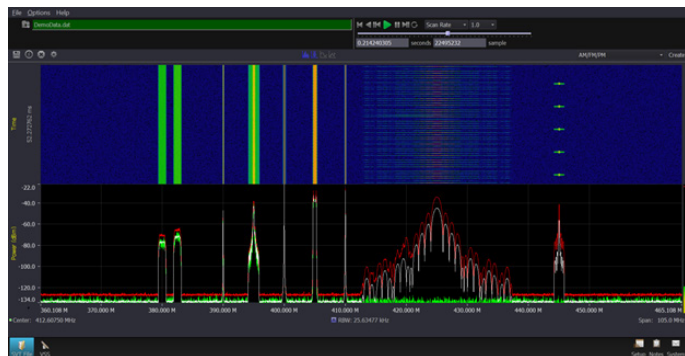 File Options Help
DemoData.dat
Scan Rate 1.0
0.214240305 seconds 22495232 sample
AM/FM/PM Create
Time
52.272762 ms
Power (dBm)
-22.0
-40.0
-60.0
-80.0
-100.0
-120.0
-134.0
360.108 M 370.000 M 380.000 M 390.000 M 400.000 M 410.000 M 420.000 M 430.000 M 440.000 M 450.000 M 465.108 M
Center: 412.60750 MHz RBW: 25.63477 kHz Span: 105.0 MHz
VSS
Setup Notes System